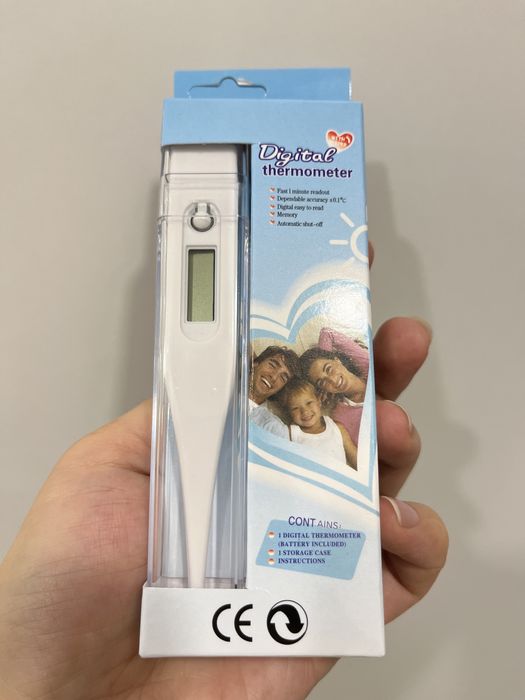 Digital
thermometer
Fast 1 minute readout
Dependable accuracy ±0.1°C
Digital easy to read
Memory
Automatic shut-off
CONTAINS:
1 DIGITAL THERMOMETER
(BATTERY INCLUDED)
1 STORAGE CASE
INSTRUCTIONS
CE